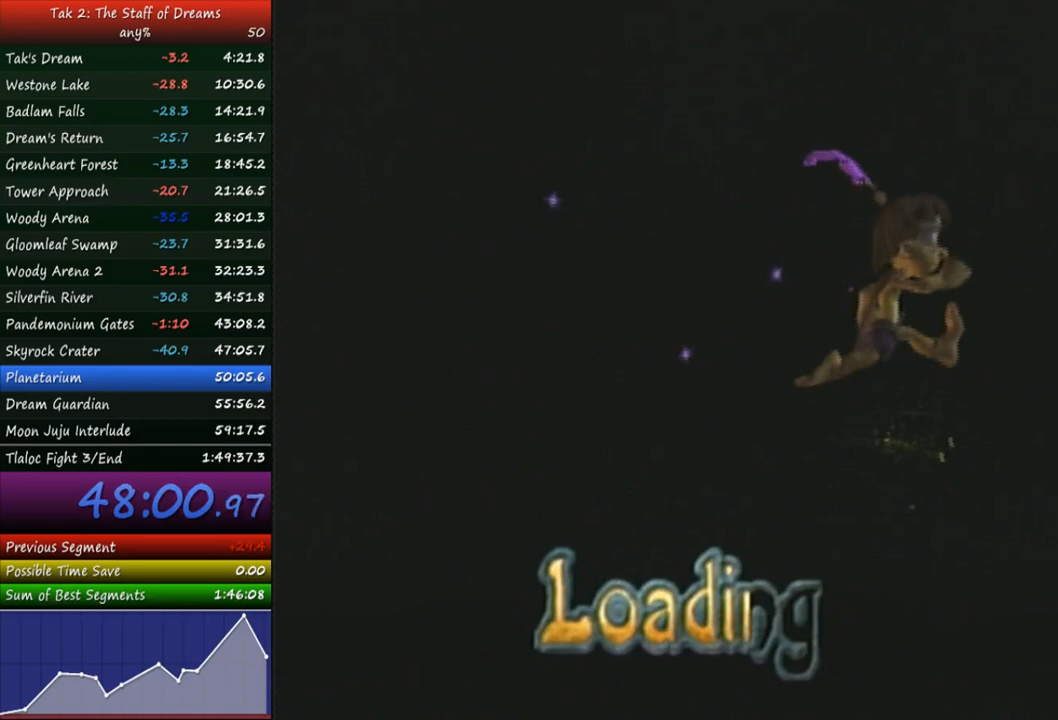 Tak 2: The Staff of Dreams
any% 50
Tak's Dream -3.2 4:21.8
Westone Lake -28.8 10:30.6
Badlam Falls -28.3 14:21.9
Dream's Return -25.7 16:54.7
Greenheart Forest -13.3 18:45.2
Tower Approach -20.7 21:26.5
Woody Arena -35.5 28:01.3
Gloomleaf Swamp -23.7 31:31.6
Woody Arena 2 -31.1 32:23.3
Silverfin River -30.8 34:51.8
Pandemonium Gates -1:10 43:08.2
Skyrock Crater -40.9 47:05.7
Planetarium 50:05.6
Dream Guardian 55:56.2
Moon Juju Interlude 59:17.5
Tlaloc Fight 3/End 1:49:37.3
48:00.97
Previous Segment +29.4
Possible Time Save 0.00
Sum of Best Segments 1:46:08
Loading